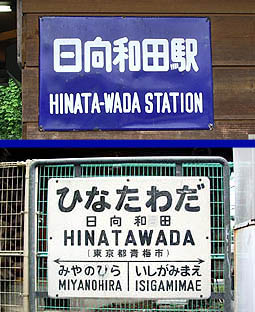 日向和田駅
HINATA-WADA STATION
ひなたわだ
日向和田
HINATAWADA
(東京都青梅市)
みやのひら いしがみまえ
MIYANOHIRA ISIGAMIMAE